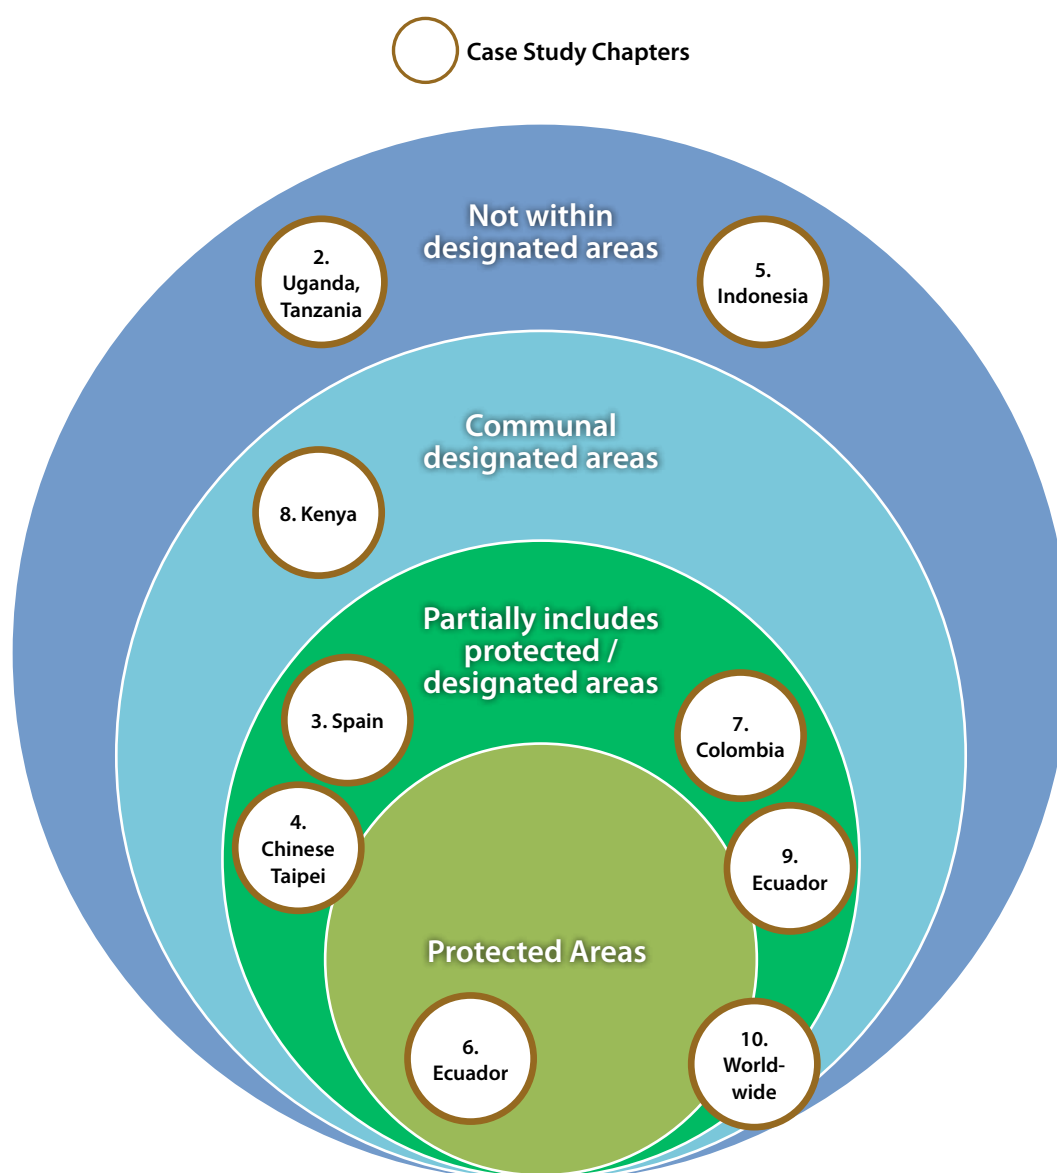 Case Study Chapters
Not within
designated areas
2.
Uganda,
Tanzania
5.
Indonesia
Communal
designated areas
8. Kenya
Partially includes
protected /
designated areas
3. Spain
7.
Colombia
4.
Chinese
Taipei
9.
Ecuador
Protected Areas
6.
Ecuador
10.
World-
wide